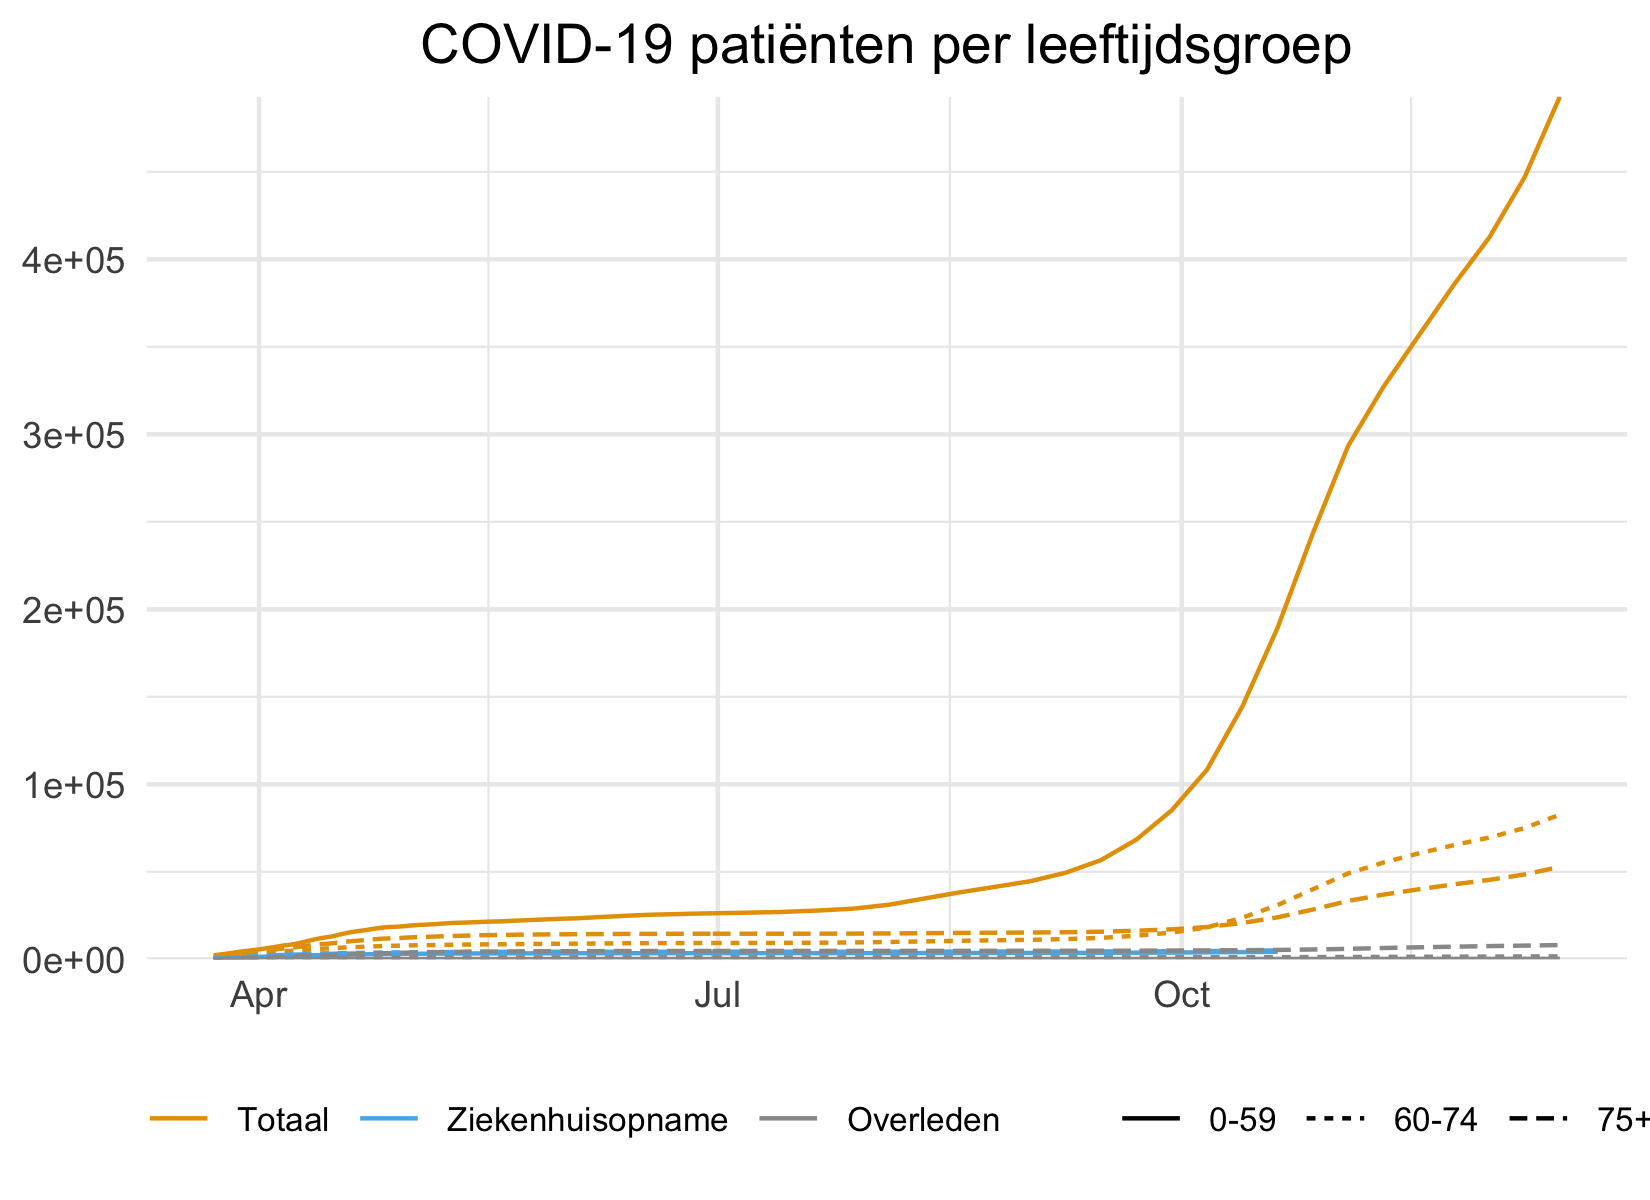 COVID-19 patiënten per leeftijdsgroep
4e+05
3e+05
2e+05
1e+05
0e+00
Apr Jul Oct
Totaal Ziekenhuisopname Overleden 0-59 60-74 75+